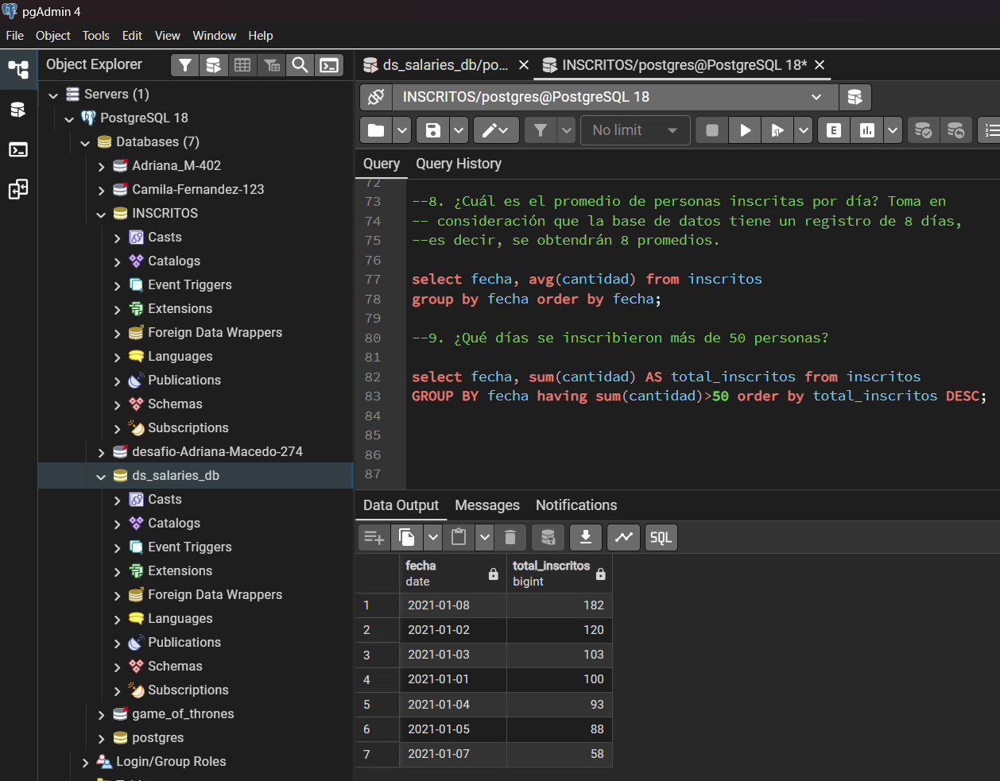 pgAdmin 4
File Object Tools Edit View Window Help
Object Explorer
Servers (1)
PostgreSQL 18
Databases (7)
Adriana_M-402
Camila-Fernandez-123
INSCRITOS
Casts
Catalogs
Event Triggers
Extensions
Foreign Data Wrappers
Languages
Publications
Schemas
Subscriptions
desafio-Adriana-Macedo-274
ds_salaries_db
Casts
Catalogs
Event Triggers
Extensions
Foreign Data Wrappers
Languages
Publications
Schemas
Subscriptions
game_of_thrones
postgres
Login/Group Roles
ds_salaries_db/po...
INSCRITOS/postgres@PostgreSQL 18*
INSCRITOS/postgres@PostgreSQL 18
No limit
E
Query Query History
72
73 --8. ¿Cuál es el promedio de personas inscritas por día? Toma en
74 -- consideración que la base de datos tiene un registro de 8 días,
75 --es decir, se obtendrán 8 promedios.
76
77 select fecha, avg(cantidad) from inscritos
78 group by fecha order by fecha;
79
80 --9. ¿Qué días se inscribieron más de 50 personas?
81
82 select fecha, sum(cantidad) AS total_inscritos from inscritos
83 GROUP BY fecha having sum(cantidad)>50 order by total_inscritos DESC;
84
85
86
87
Data Output Messages Notifications
SQL
fecha total_inscritos
date bigint
1 2021-01-08 182
2 2021-01-02 120
3 2021-01-03 103
4 2021-01-01 100
5 2021-01-04 93
6 2021-01-05 88
7 2021-01-07 58